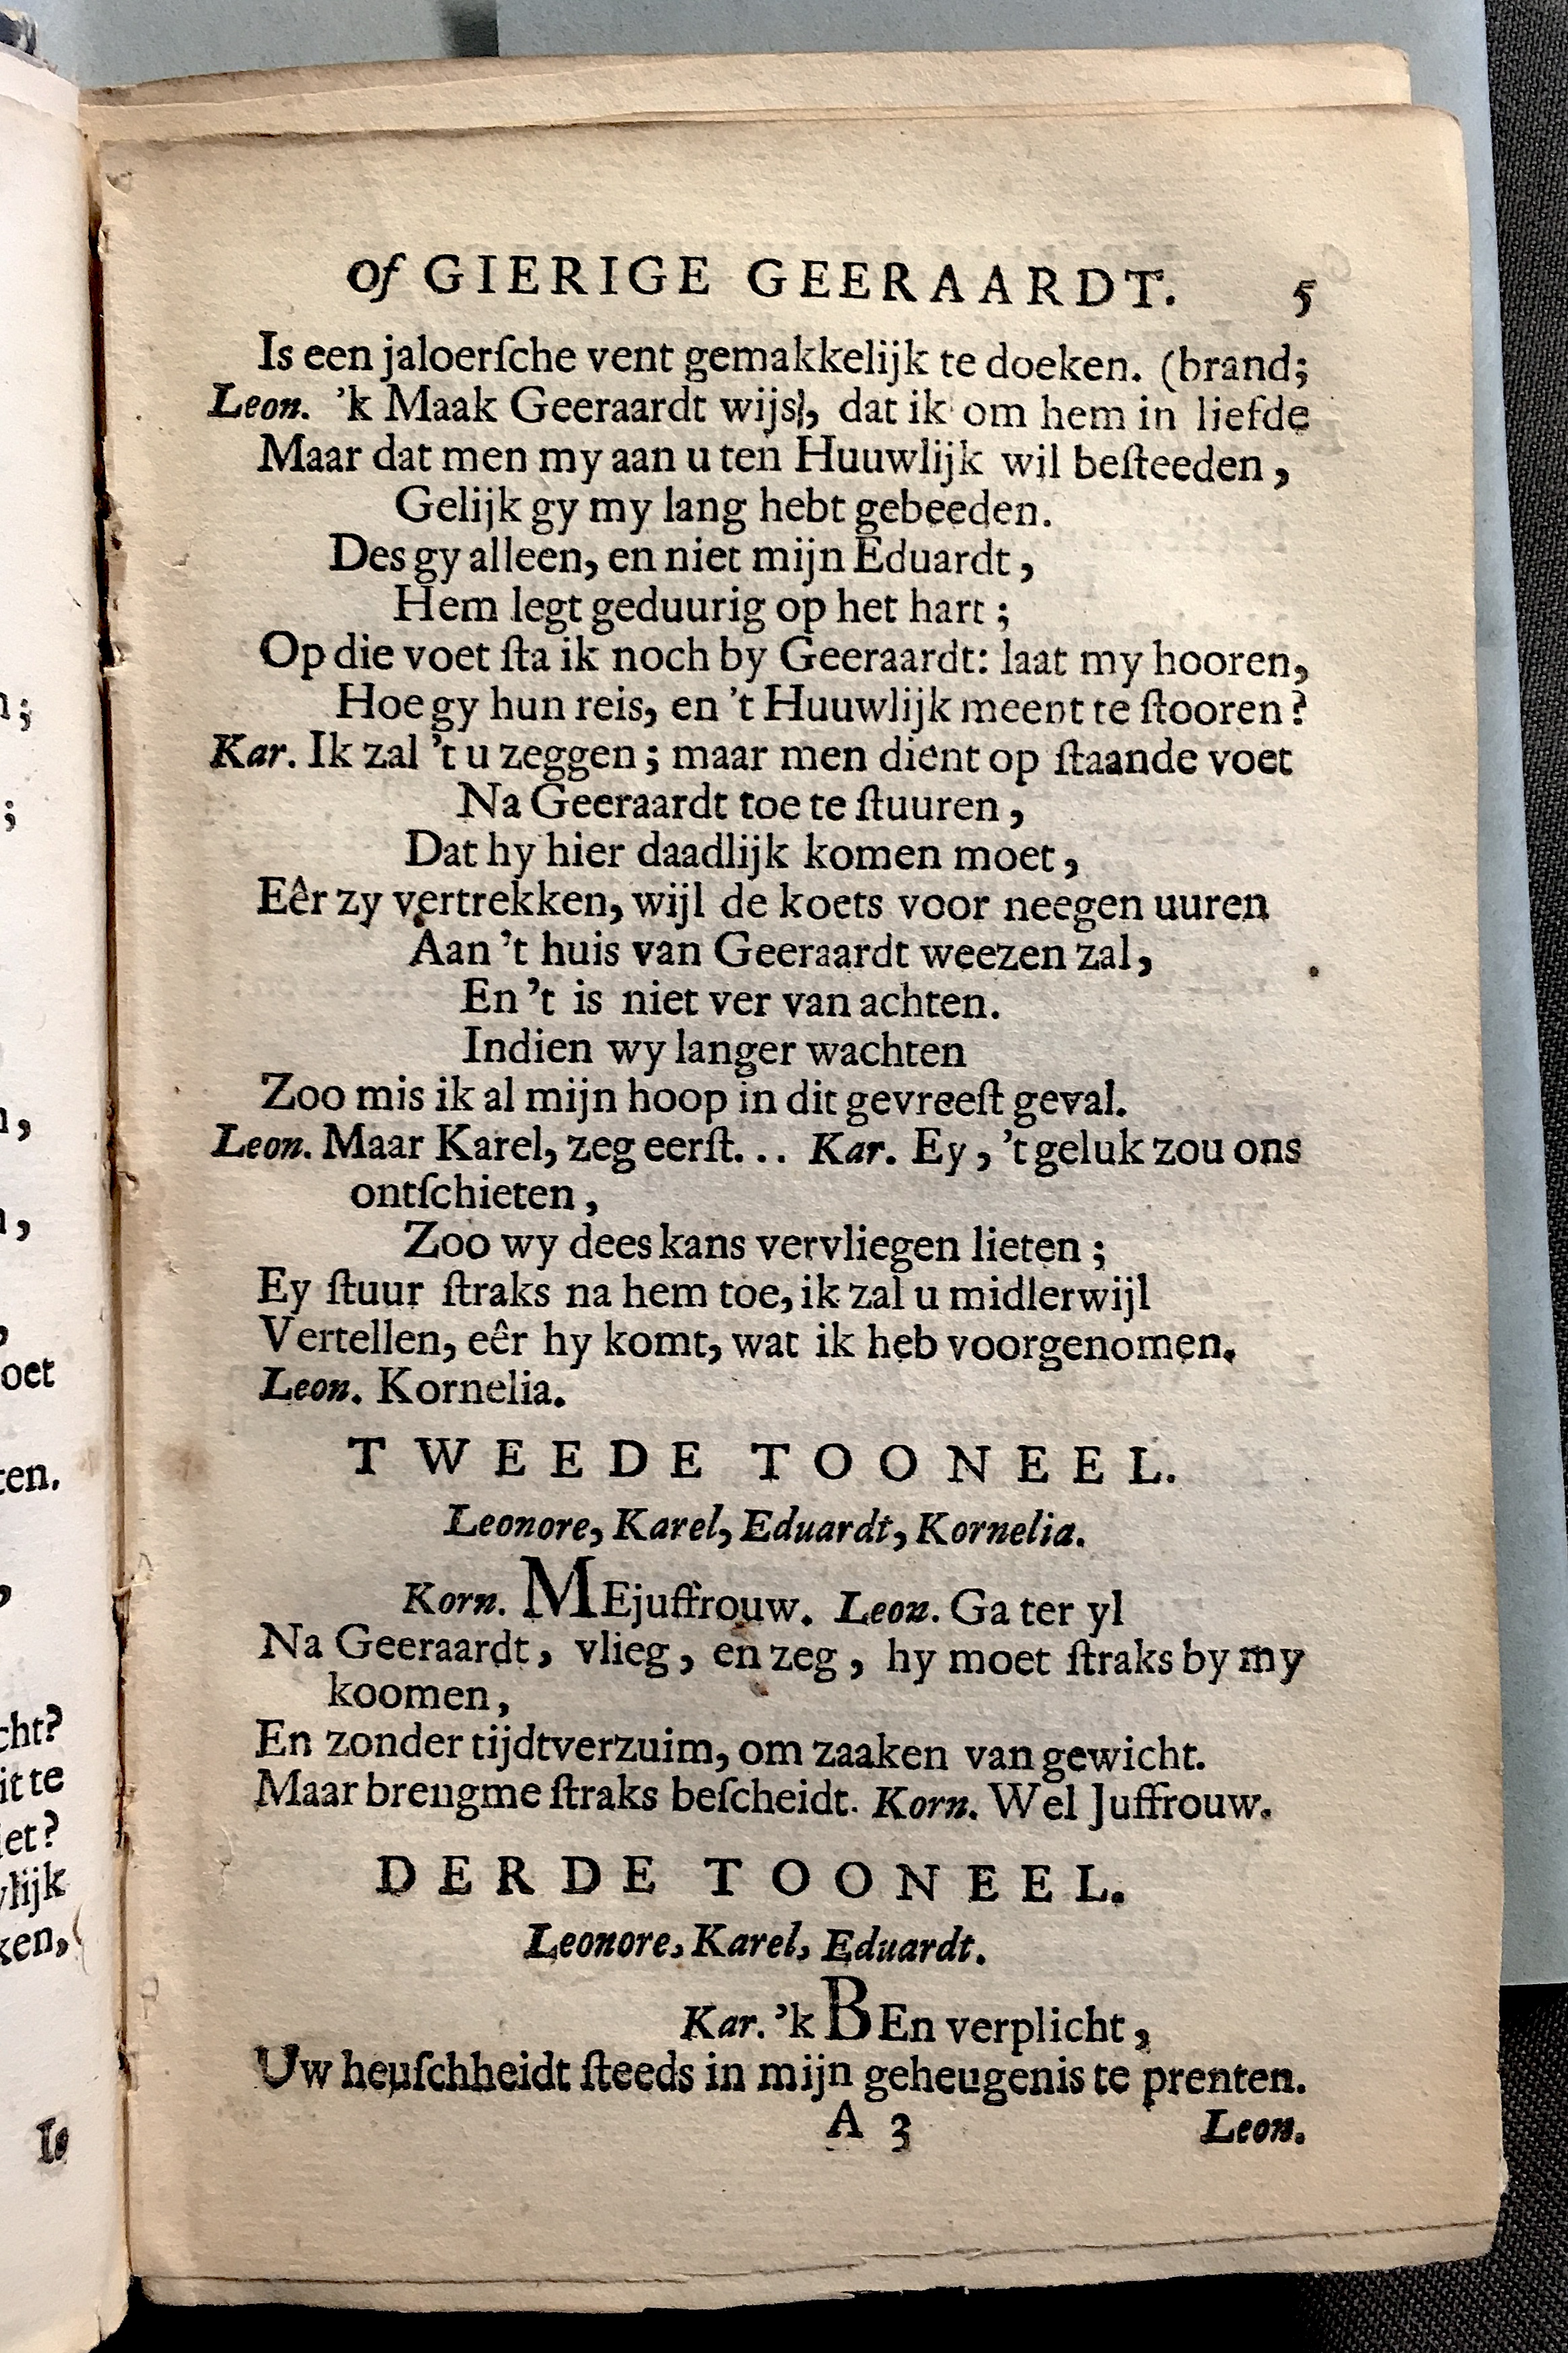 of GIERIGE GEERAARDT. 5
Is een jaloerſche vent gemakkelijk te doeken. (brand;
Leon. 'k Maak Geeraardt wijs, dat ik om hem in liefde
Maar dat men my aan u ten Huuwlijk wil beſteeden,
Gelijk gy my lang hebt gebeeden.
Des gy alleen, en niet mijn Eduardt,
Hem legt geduurig op het hart;
Op die voet ſta ik noch by Geeraardt: laat my hooren,
Hoe gy hun reis, en 't Huuwlijk meent te ſtooren?
Kar. Ik zal 't u zeggen; maar men dient op ſtaande voet
Na Geeraardt toe te ſtuuren,
Dat hy hier daadlijk komen moet,
Eêr zy vertrekken, wijl de koets voor neegen uuren
Aan 't huis van Geeraardt weezen zal,
En 't is niet ver van achten.
Indien wy langer wachten
Zoo mis ik al mijn hoop in dit gevreeſt geval.
Leon. Maar Karel, zeg eerſt... Kar. Ey, 't geluk zou ons
ontſchieten,
Zoo wy dees kans vervliegen lieten;
Ey ſtuur ſtraks na hem toe, ik zal u midlerwijl
Vertellen, eêr hy komt, wat ik heb voorgenomen.
Leon. Kornelia.
TWEEDE TOONEEL.
Leonore, Karel, Eduardt, Kornelia.
Korn. MEjuffrouw. Leon. Ga ter yl
Na Geeraardt, vlieg, en zeg, hy moet ſtraks by my
koomen,
En zonder tijdtverzuim, om zaaken van gewicht.
Maar breng me ſtraks beſcheidt. Korn. Wel Juffrouw.
DERDE TOONEEL.
Leonore, Karel, Eduardt.
Kar. 'k BEn verplicht,
Uw heuſchheidt ſteeds in mijn geheugenis te prenten.
A 3 Leon.